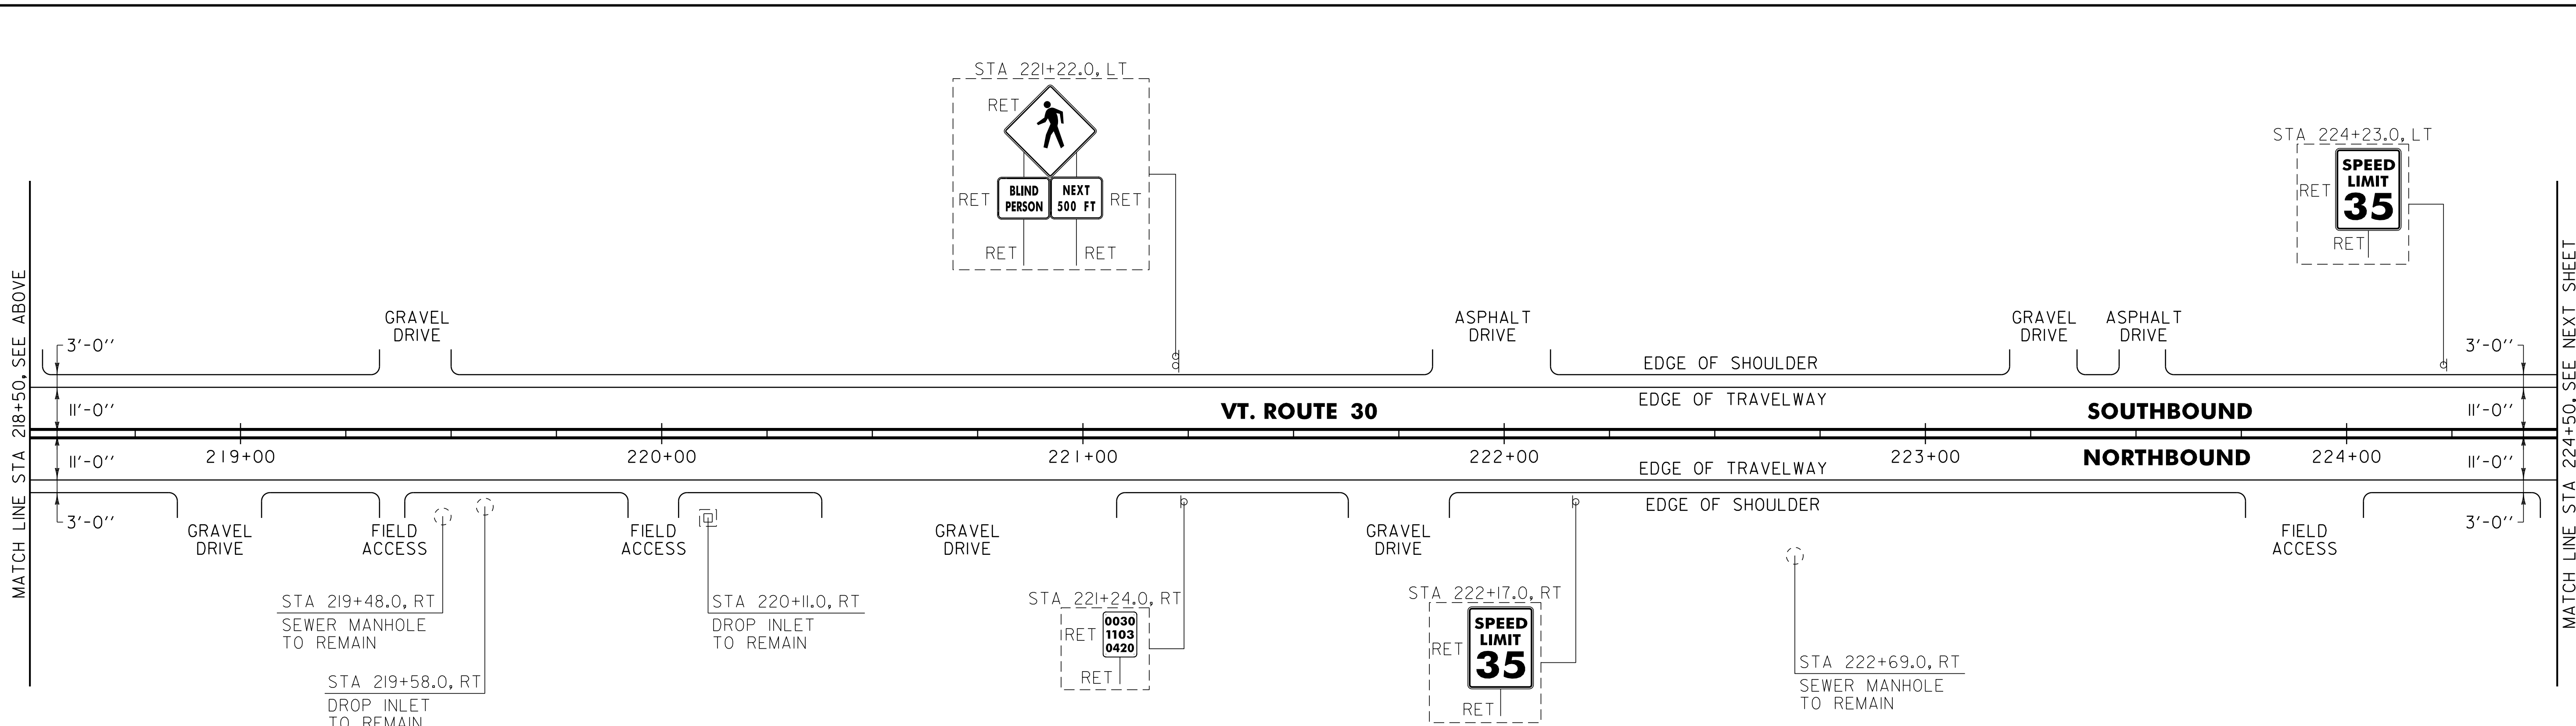 STA 221+22.0, LT
RET
BLIND
PERSON
NEXT
500 FT
RET
RET
RET
RET
STA 224+23.0, LT
SPEED
LIMIT
35
RET
RET
MATCH LINE STA 218+50, SEE ABOVE
MATCH LINE STA 224+50, SEE NEXT SHEET
GRAVEL
DRIVE
ASPHALT
DRIVE
GRAVEL
DRIVE
ASPHALT
DRIVE
3'-0''
EDGE OF SHOULDER
3'-0''
11'-0''
VT. ROUTE 30
EDGE OF TRAVELWAY
SOUTHBOUND
11'-0''
219+00
220+00
221+00
222+00
223+00
224+00
11'-0''
EDGE OF TRAVELWAY
NORTHBOUND
11'-0''
3'-0''
EDGE OF SHOULDER
3'-0''
GRAVEL
DRIVE
FIELD
ACCESS
FIELD
ACCESS
GRAVEL
DRIVE
GRAVEL
DRIVE
FIELD
ACCESS
STA 219+48.0, RT
SEWER MANHOLE
TO REMAIN
STA 219+58.0, RT
DROP INLET
TO REMAIN
STA 220+11.0, RT
DROP INLET
TO REMAIN
STA 221+24.0, RT
RET
0030
1103
0420
RET
STA 222+17.0, RT
SPEED
LIMIT
35
RET
RET
STA 222+69.0, RT
SEWER MANHOLE
TO REMAIN